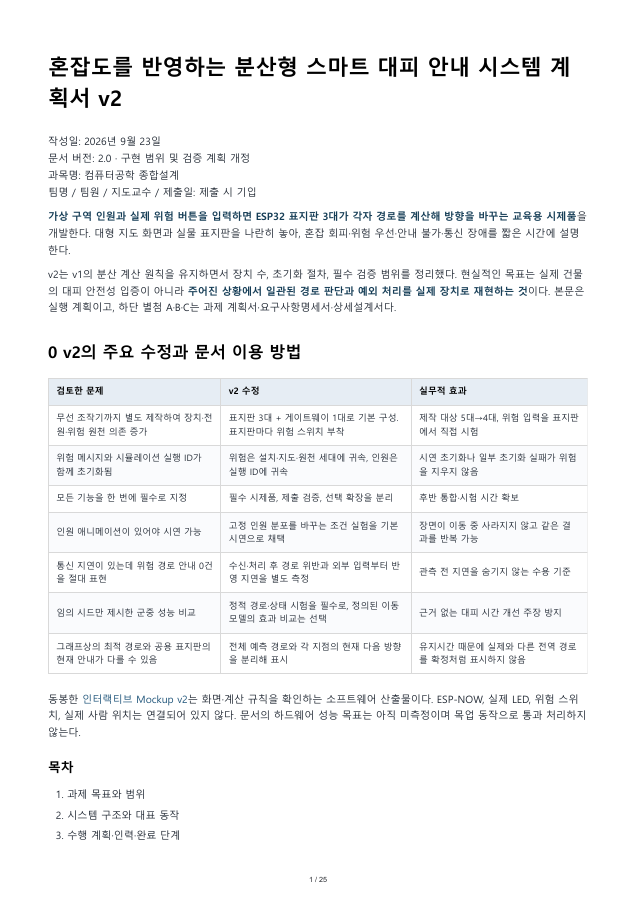 혼잡도를 반영하는 분산형 스마트 대피 안내 시스템 계
획서 v2
작성일: 2026년 9월 23일
문서 버전: 2.0 · 구현 범위 및 검증 계획 개정
과목명: 컴퓨터공학 종합설계
팀명 / 팀원 / 지도교수 / 제출일: 제출 시 기입
가상 구역 인원과 실제 위험 버튼을 입력하면 ESP32 표지판 3대가 각자 경로를 계산해 방향을 바꾸는 교육용 시제품을
개발한다. 대형 지도 화면과 실물 표지판을 나란히 놓아, 혼잡 회피·위험 우선·안내 불가·통신 장애를 짧은 시간에 설명
한다.
v2는 v1의 분산 계산 원칙을 유지하면서 장치 수, 초기화 절차, 필수 검증 범위를 정리했다. 현실적인 목표는 실제 건물
의 대피 안전성 입증이 아니라 주어진 상황에서 일관된 경로 판단과 예외 처리를 실제 장치로 재현하는 것이다. 본문은
실행 계획이고, 하단 별첨 A·B·C는 과제 계획서·요구사항명세서·상세설계서다.
0 v2의 주요 수정과 문서 이용 방법
검토한 문제
v2 수정
실무적 효과
무선 조작기까지 별도 제작하여 장치·전
원·위험 원천 의존 증가
표지판 3대 + 게이트웨이 1대로 기본 구성.
표지판마다 위험 스위치 부착
제작 대상 5대→4대, 위험 입력을 표지판
에서 직접 시험
위험 메시지와 시뮬레이션 실행 ID가
함께 초기화됨
위험은 설치·지도·원천 세대에 귀속, 인원은
실행 ID에 귀속
시연 초기화나 일부 초기화 실패가 위험
을 지우지 않음
모든 기능을 한 번에 필수로 지정
필수 시제품, 제출 검증, 선택 확장을 분리
후반 통합·시험 시간 확보
인원 애니메이션이 있어야 시연 가능
고정 인원 분포를 바꾸는 조건 실험을 기본
시연으로 채택
장면이 이동 중 사라지지 않고 같은 결
과를 반복 가능
통신 지연이 있는데 위험 경로 안내 0건
을 절대 표현
수신·처리 후 경로 위반과 외부 입력부터 반
영 지연을 별도 측정
관측 전 지연을 숨기지 않는 수용 기준
임의 시드만 제시한 군중 성능 비교
정적 경로·상태 시험을 필수로, 정의된 이동
모델의 효과 비교는 선택
근거 없는 대피 시간 개선 주장 방지
그래프상의 최적 경로와 공용 표지판의
현재 안내가 다를 수 있음
전체 예측 경로와 각 지점의 현재 다음 방향
을 분리해 표시
유지시간 때문에 실제와 다른 전역 경로
를 확정처럼 표시하지 않음
동봉한 인터랙티브 Mockup v2는 화면·계산 규칙을 확인하는 소프트웨어 산출물이다. ESP-NOW, 실제 LED, 위험 스위
치, 실제 사람 위치는 연결되어 있지 않다. 문서의 하드웨어 성능 목표는 아직 미측정이며 목업 동작으로 통과 처리하지
않는다.
목차
1. 과제 목표와 범위
2. 시스템 구조와 대표 동작
3. 수행 계획·인력·완료 단계
1 / 25